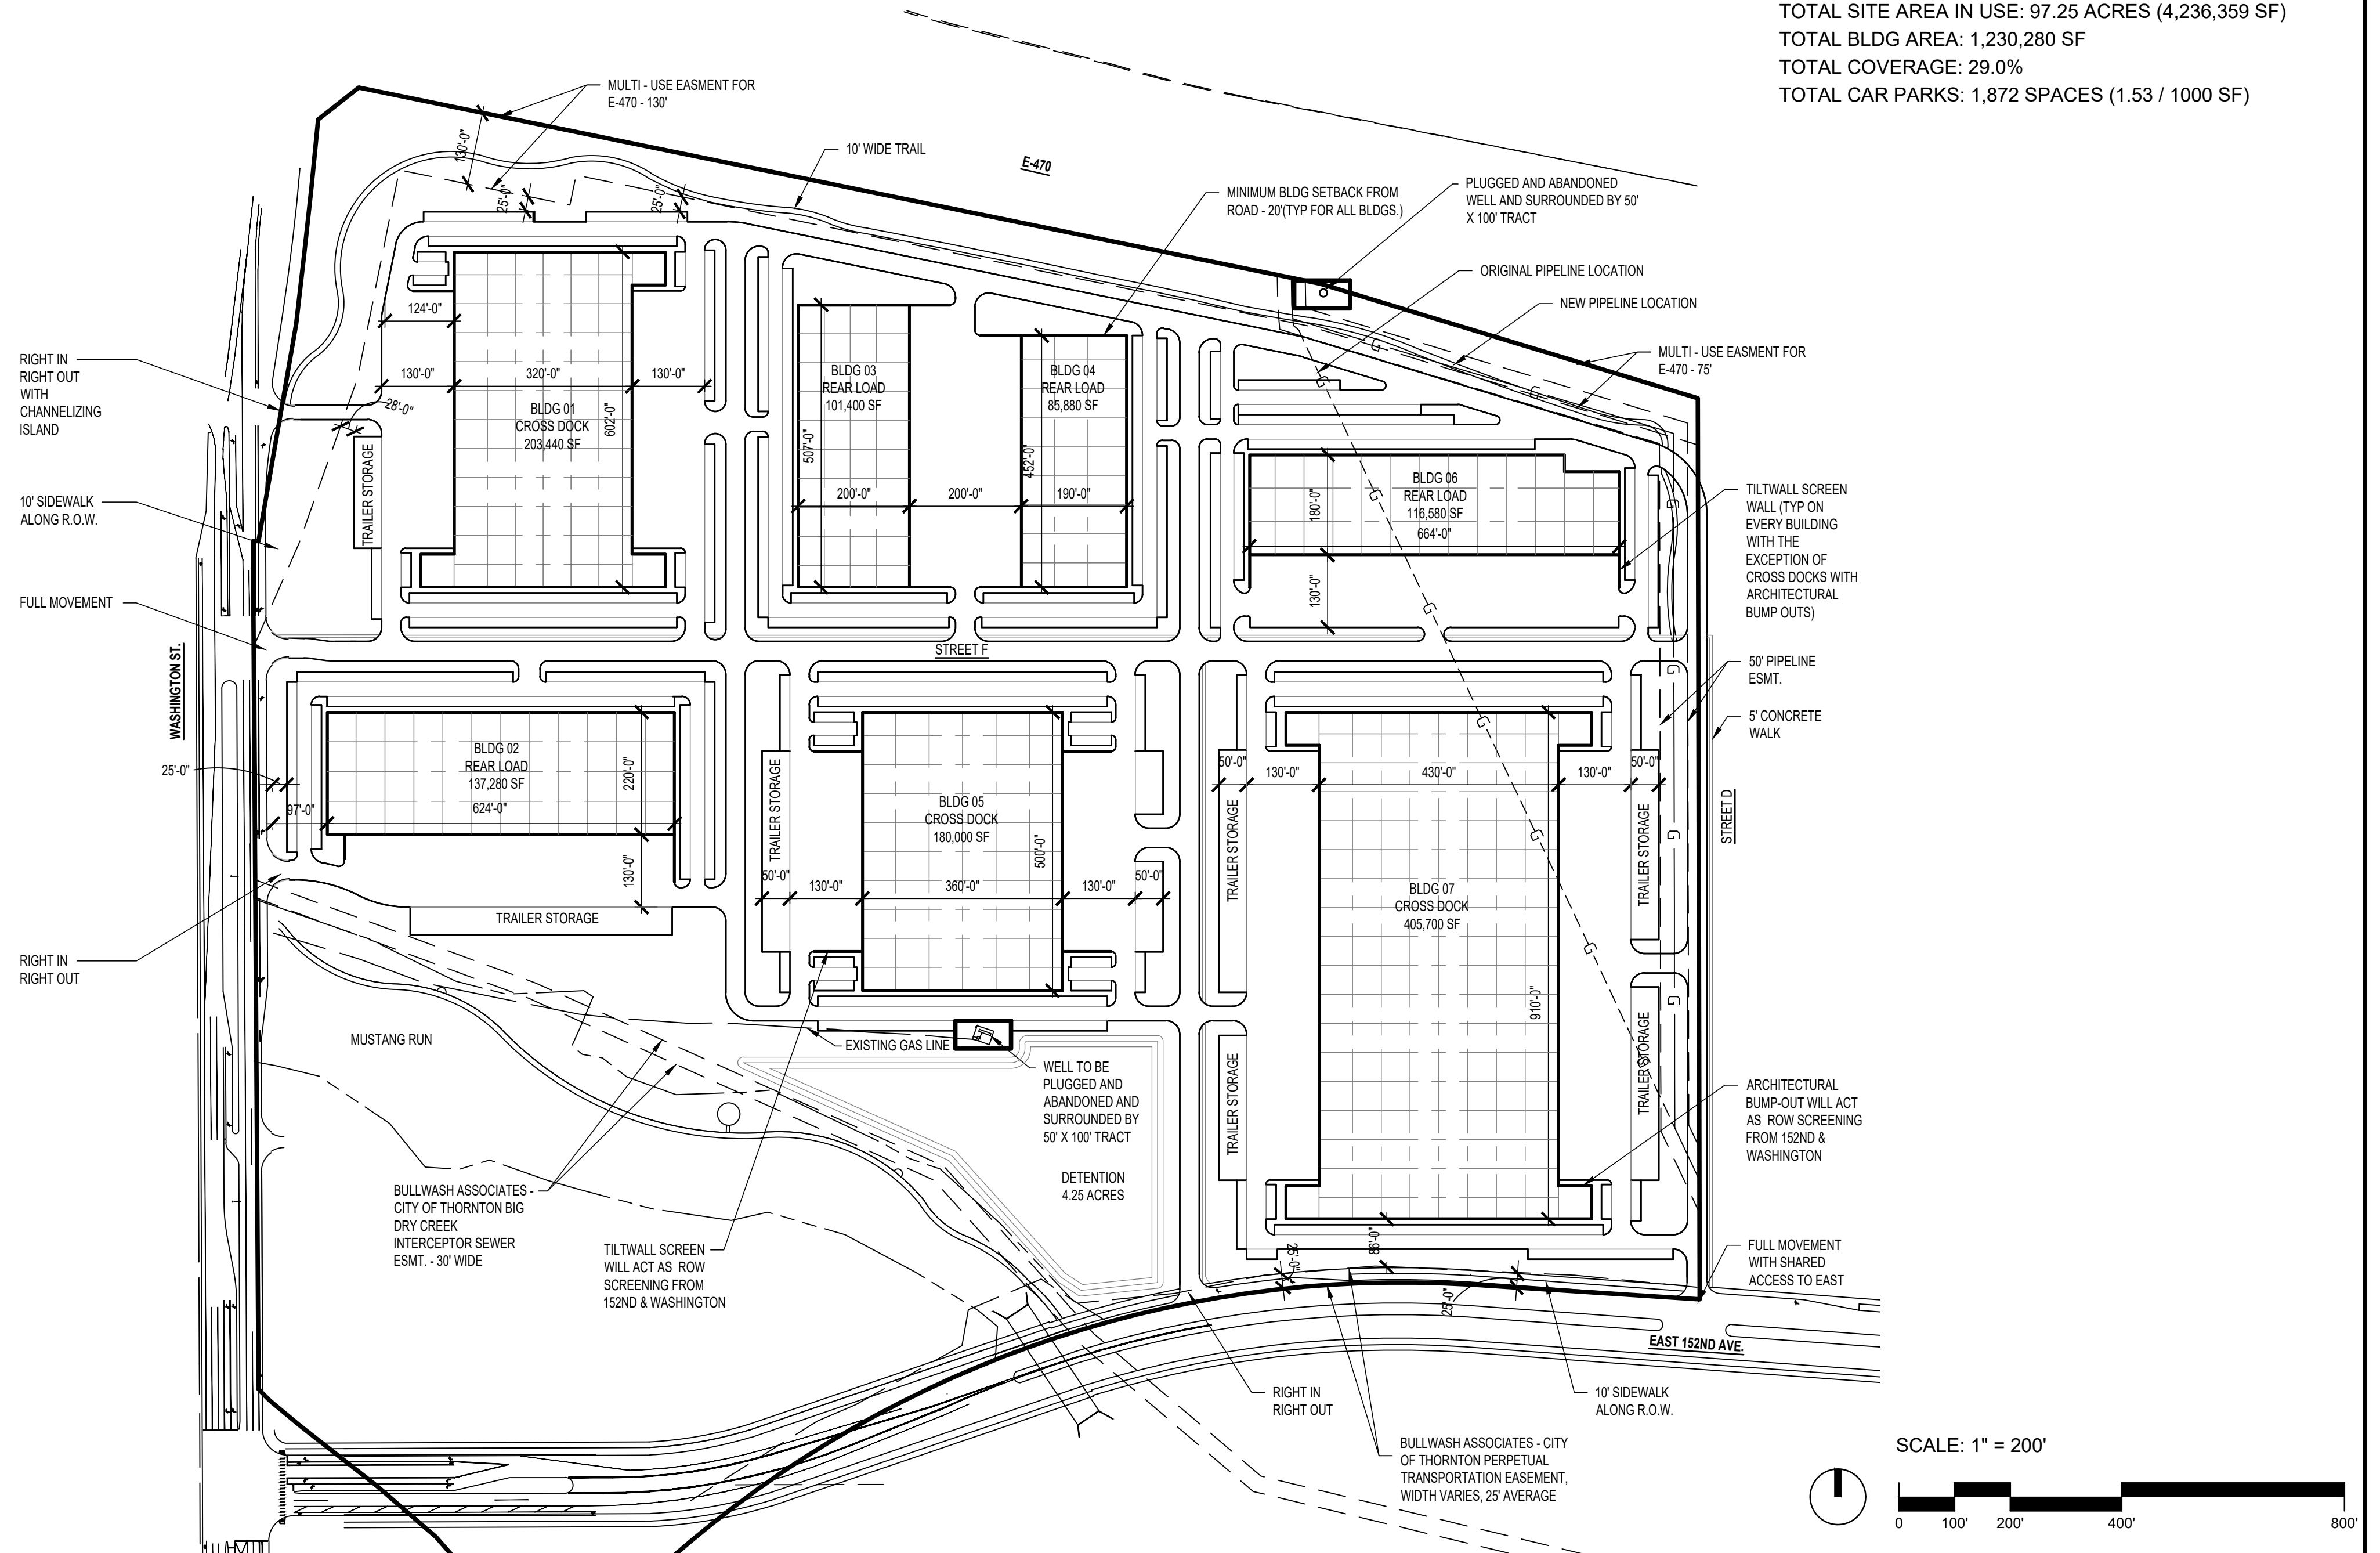 TOTAL SITE AREA IN USE: 97.25 ACRES (4,236,359 SF)
TOTAL BLDG AREA: 1,230,280 SF
TOTAL COVERAGE: 29.0%
TOTAL CAR PARKS: 1,872 SPACES (1.53 / 1000 SF)
MULTI - USE EASMENT FOR
E-470 - 130'
130'-0"
10' WIDE TRAIL
E-470
25'-0"
25'-0"
MINIMUM BLDG SETBACK FROM
ROAD - 20'(TYP FOR ALL BLDGS.)
PLUGGED AND ABANDONED
WELL AND SURROUNDED BY 50'
X 100' TRACT
ORIGINAL PIPELINE LOCATION
NEW PIPELINE LOCATION
MULTI - USE EASMENT FOR
E-470 - 75'
RIGHT IN
RIGHT OUT
WITH
CHANNELIZING
ISLAND
124'-0"
130'-0"
320'-0"
130'-0"
28'-0"
BLDG 01
CROSS DOCK
203,440 SF
602'-0"
TRAILER STORAGE
BLDG 03
REAR LOAD
101,400 SF
507'-0"
200'-0"
200'-0"
190'-0"
BLDG 04
REAR LOAD
85,880 SF
452'-0"
BLDG 06
REAR LOAD
116,580 SF
664'-0"
180'-0"
130'-0"
G
G
G
G
G
G
G
G
G
G
G
G
G
TILTWALL SCREEN
WALL (TYP ON
EVERY BUILDING
WITH THE
EXCEPTION OF
CROSS DOCKS WITH
ARCHITECTURAL
BUMP OUTS)
10' SIDEWALK
ALONG R.O.W.
FULL MOVEMENT
WASHINGTON ST.
STREET F
50' PIPELINE
ESMT.
5' CONCRETE
WALK
STREET D
25'-0"
97'-0"
BLDG 02
REAR LOAD
137,280 SF
624'-0"
220'-0"
130'-0"
TRAILER STORAGE
RIGHT IN
RIGHT OUT
TRAILER STORAGE
50'-0"
130'-0"
360'-0"
130'-0"
50'-0"
BLDG 05
CROSS DOCK
180,000 SF
500'-0"
50'-0"
130'-0"
430'-0"
130'-0"
50'-0"
TRAILER STORAGE
TRAILER STORAGE
BLDG 07
CROSS DOCK
405,700 SF
910'-0"
TRAILER STORAGE
TRAILER STORAGE
MUSTANG RUN
EXISTING GAS LINE
WELL TO BE
PLUGGED AND
ABANDONED AND
SURROUNDED BY
50' X 100' TRACT
DETENTION
4.25 ACRES
BULLWASH ASSOCIATES -
CITY OF THORNTON BIG
DRY CREEK
INTERCEPTOR SEWER
ESMT. - 30' WIDE
TILTWALL SCREEN
WILL ACT AS ROW
SCREENING FROM
152ND & WASHINGTON
ARCHITECTURAL
BUMP-OUT WILL ACT
AS ROW SCREENING
FROM 152ND &
WASHINGTON
FULL MOVEMENT
WITH SHARED
ACCESS TO EAST
25'-0"
25'-0"
EAST 152ND AVE.
RIGHT IN
RIGHT OUT
10' SIDEWALK
ALONG R.O.W.
BULLWASH ASSOCIATES - CITY
OF THORNTON PERPETUAL
TRANSPORTATION EASEMENT,
WIDTH VARIES, 25' AVERAGE
SCALE: 1" = 200'
0 100' 200' 400' 800'